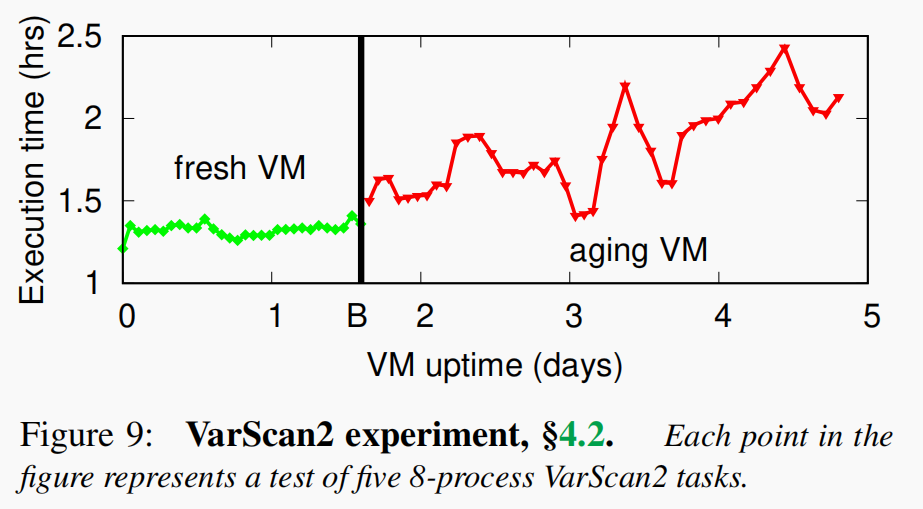 2.5
2
1.5
1
Execution time (hrs)
fresh VM
aging VM
0 1 B 2 3 4 5
VM uptime (days)
Figure 9: VarScan2 experiment, §4.2. Each point in the
figure represents a test of five 8-process VarScan2 tasks.